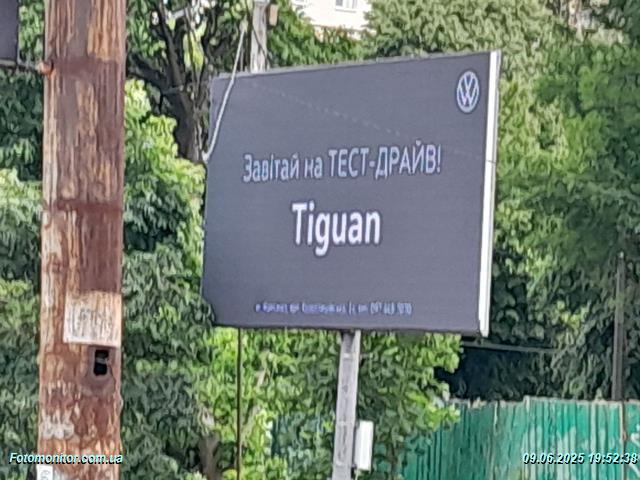 Завітай на ТЕСТ-ДРАЙВ!
Tiguan
Fotomonitor.com.ua
09.06.2025 19:52:38